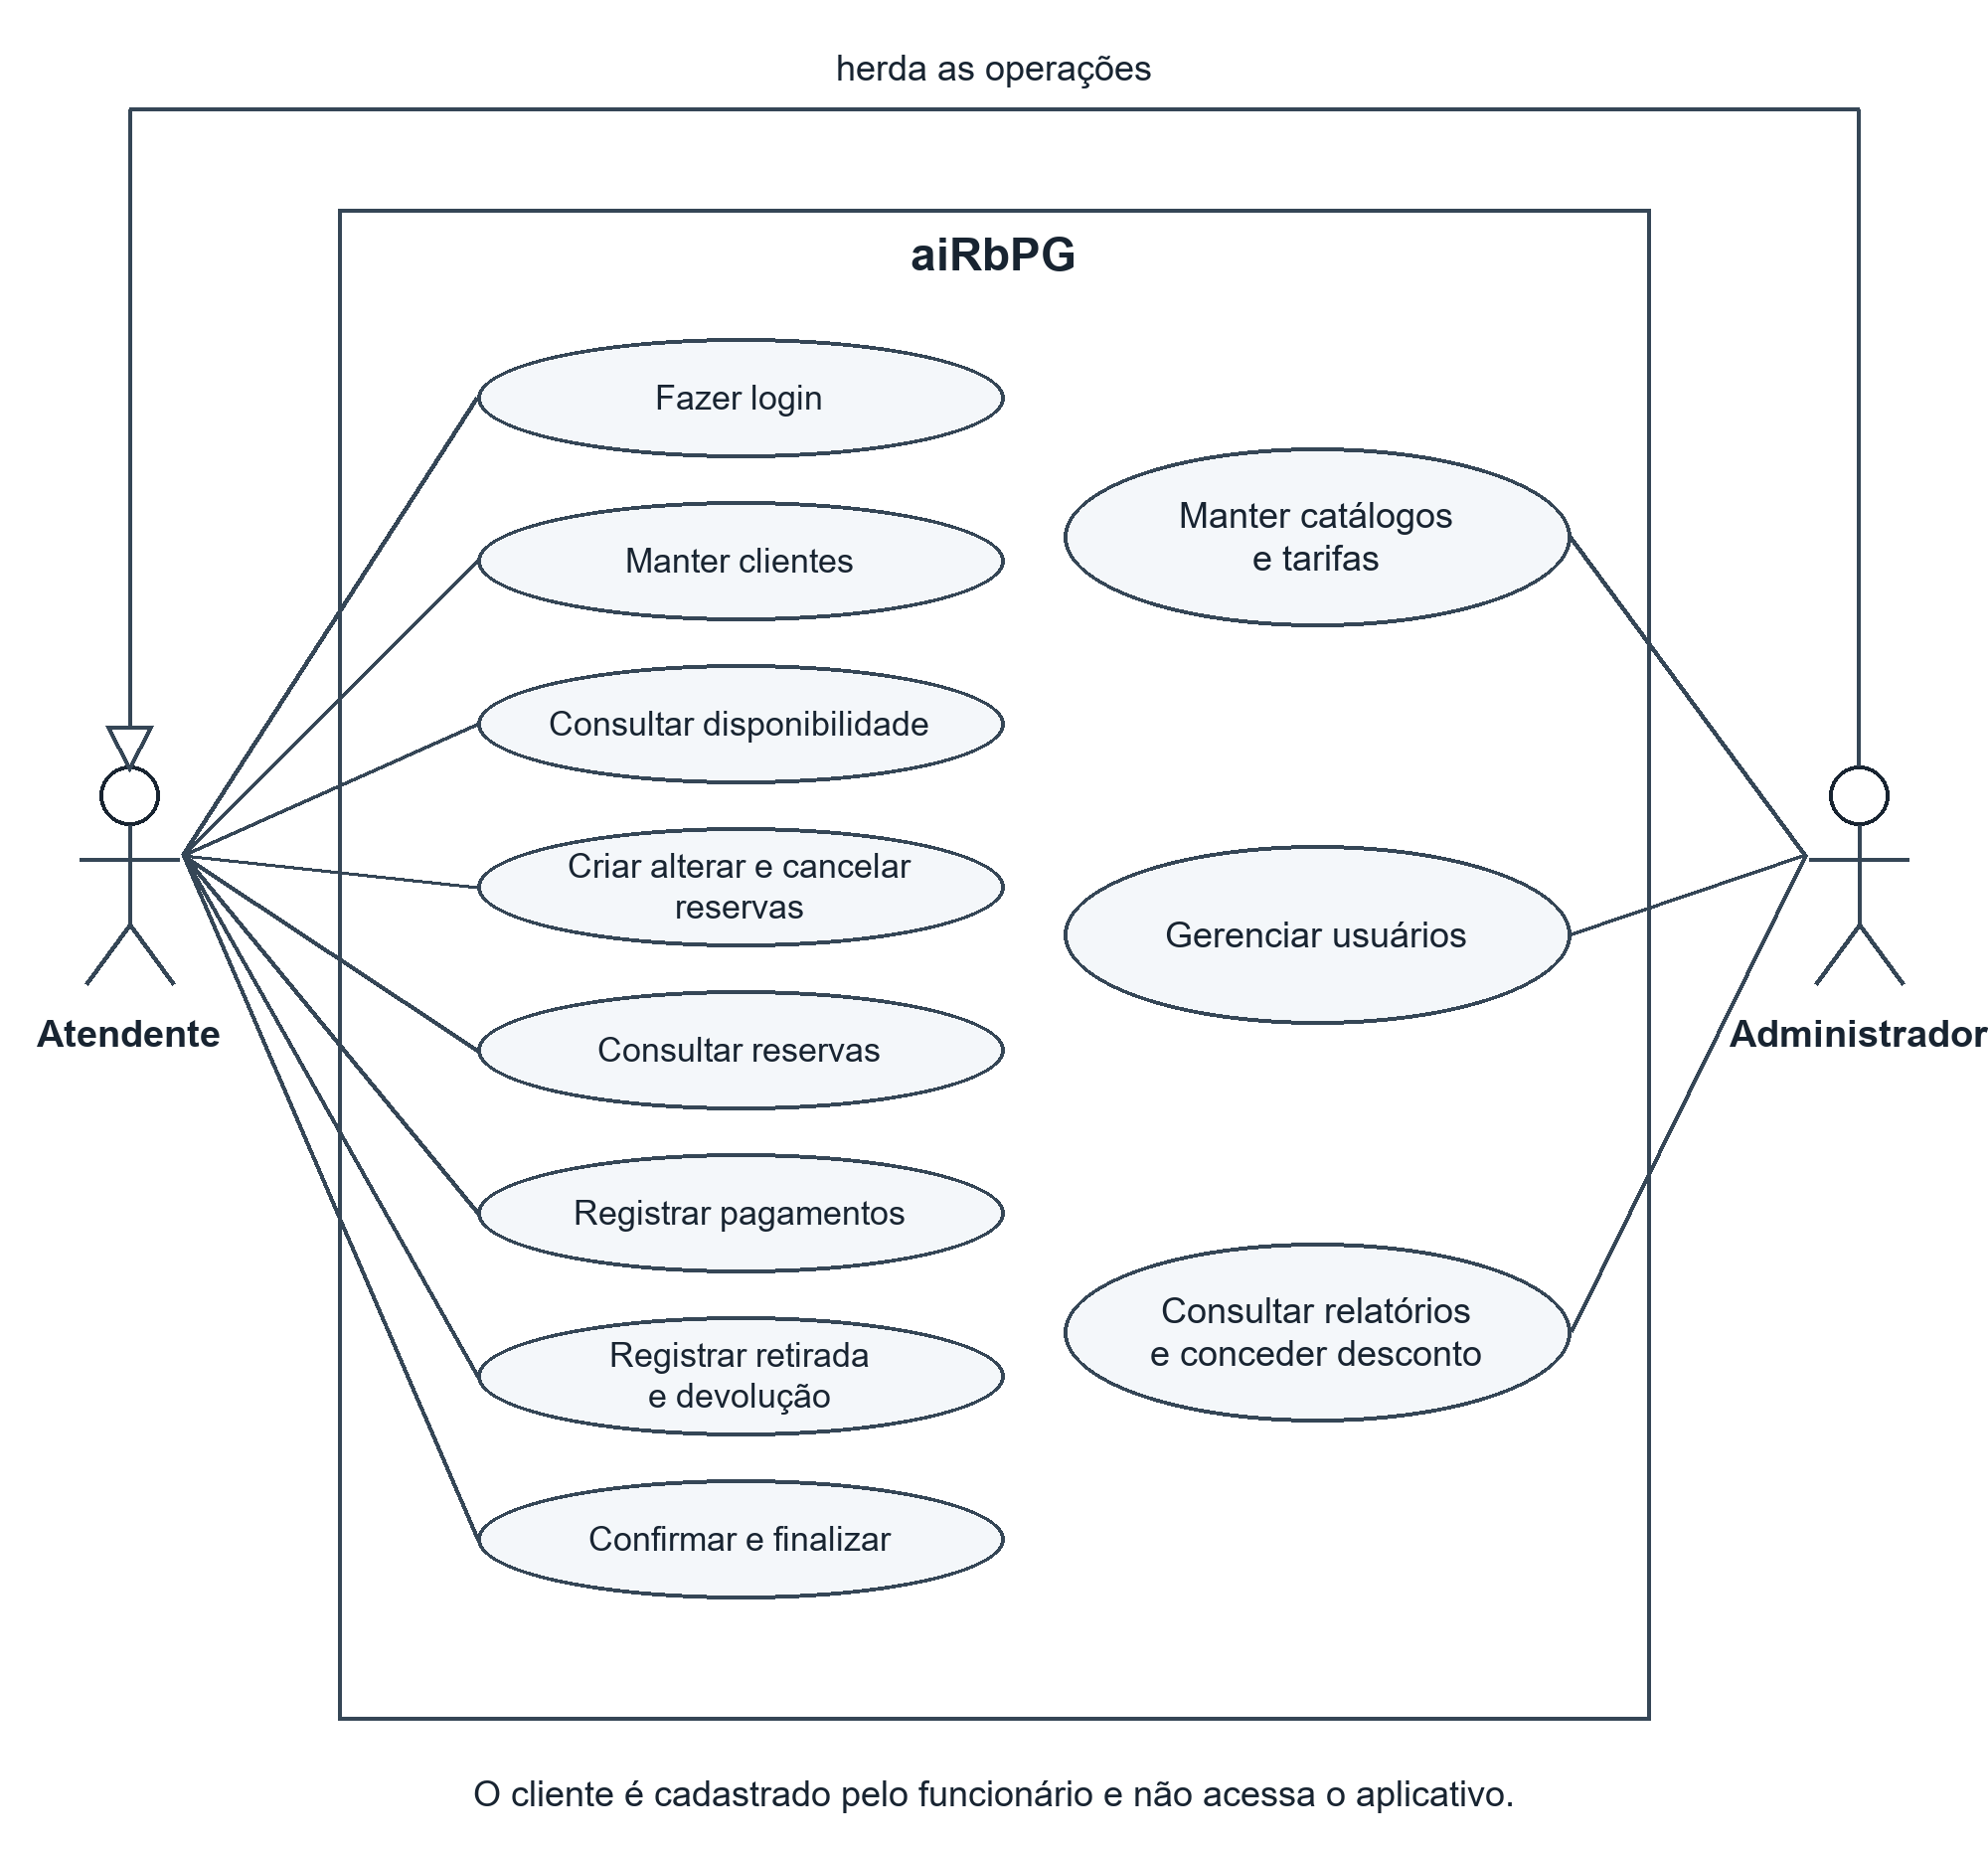 herda as operações
aiRbPG
Fazer login
Manter clientes
Consultar disponibilidade
Criar alterar e cancelar
reservas
Consultar reservas
Registrar pagamentos
Registrar retirada
e devolução
Confirmar e finalizar
Manter catálogos
e tarifas
Gerenciar usuários
Consultar relatórios
e conceder desconto
Atendente
Administrador
O cliente é cadastrado pelo funcionário e não acessa o aplicativo.